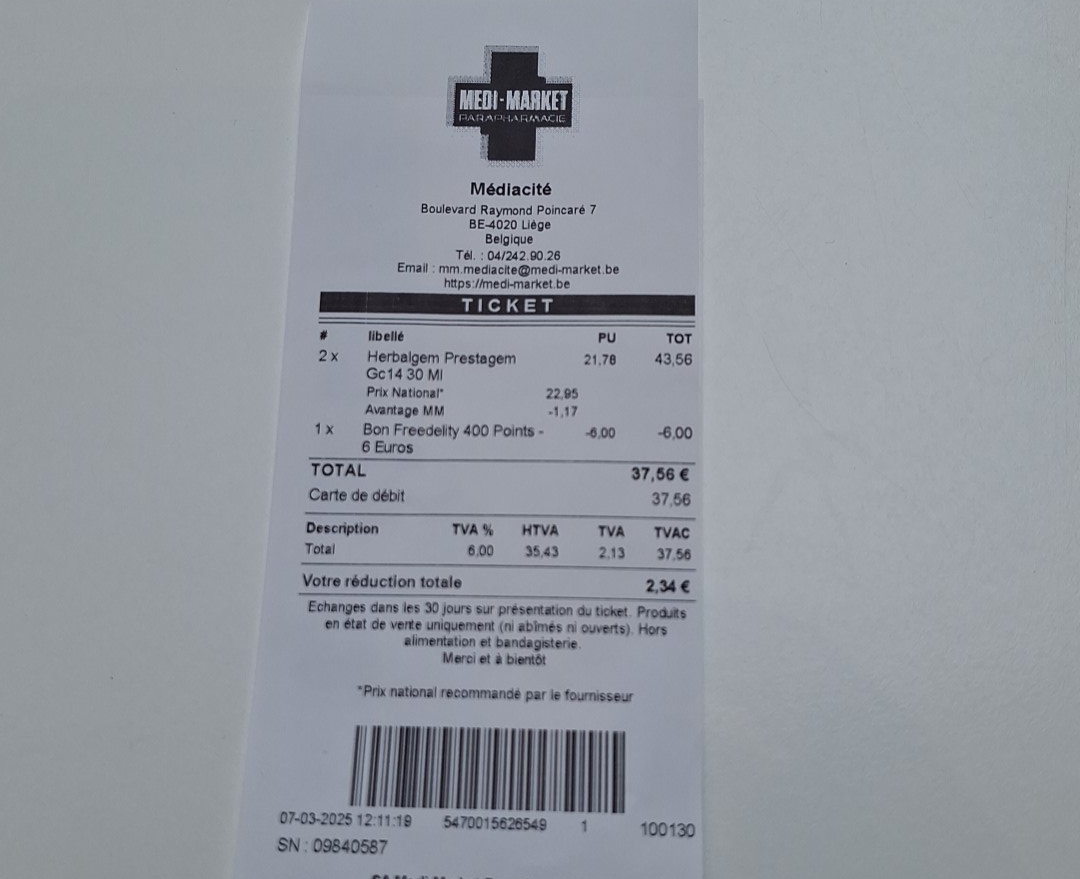 MEDI-MARKET
PARAPHARMACIE
Médiacité
Boulevard Raymond Poincaré 7
BE-4020 Liège
Belgique
Tél. : 04/242.90.26
Email : mm.mediacite@medi-market.be
https://medi-market.be
TICKET
# libellé PU TOT
2 x Herbalgem Prestagem 21,78 43,56
Gc14 30 Ml
Prix National* 22,95
Avantage MM -1,17
1 x Bon Freedelity 400 Points - -6,00 -6,00
6 Euros
TOTAL 37,56 €
Carte de débit 37,56
Description TVA % HTVA TVA TVAC
Total 6,00 35,43 2,13 37,56
Votre réduction totale 2,34 €
Echanges dans les 30 jours sur présentation du ticket. Produits
en état de vente uniquement (ni abîmés ni ouverts). Hors
alimentation et bandagisterie.
Merci et à bientôt
*Prix national recommandé par le fournisseur
07-03-2025 12:11:19 5470015626549 1 100130
SN : 09840587